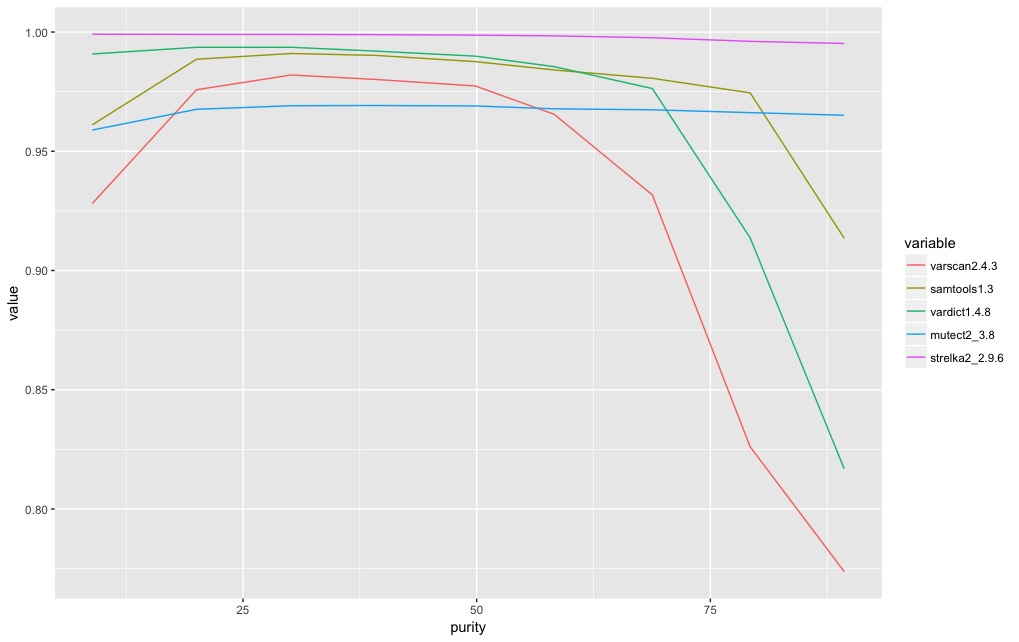 1.00
0.95
0.90
0.85
0.80
value
25 50 75
purity
variable
varscan2.4.3
samtools1.3
vardict1.4.8
mutect2_3.8
strelka2_2.9.6